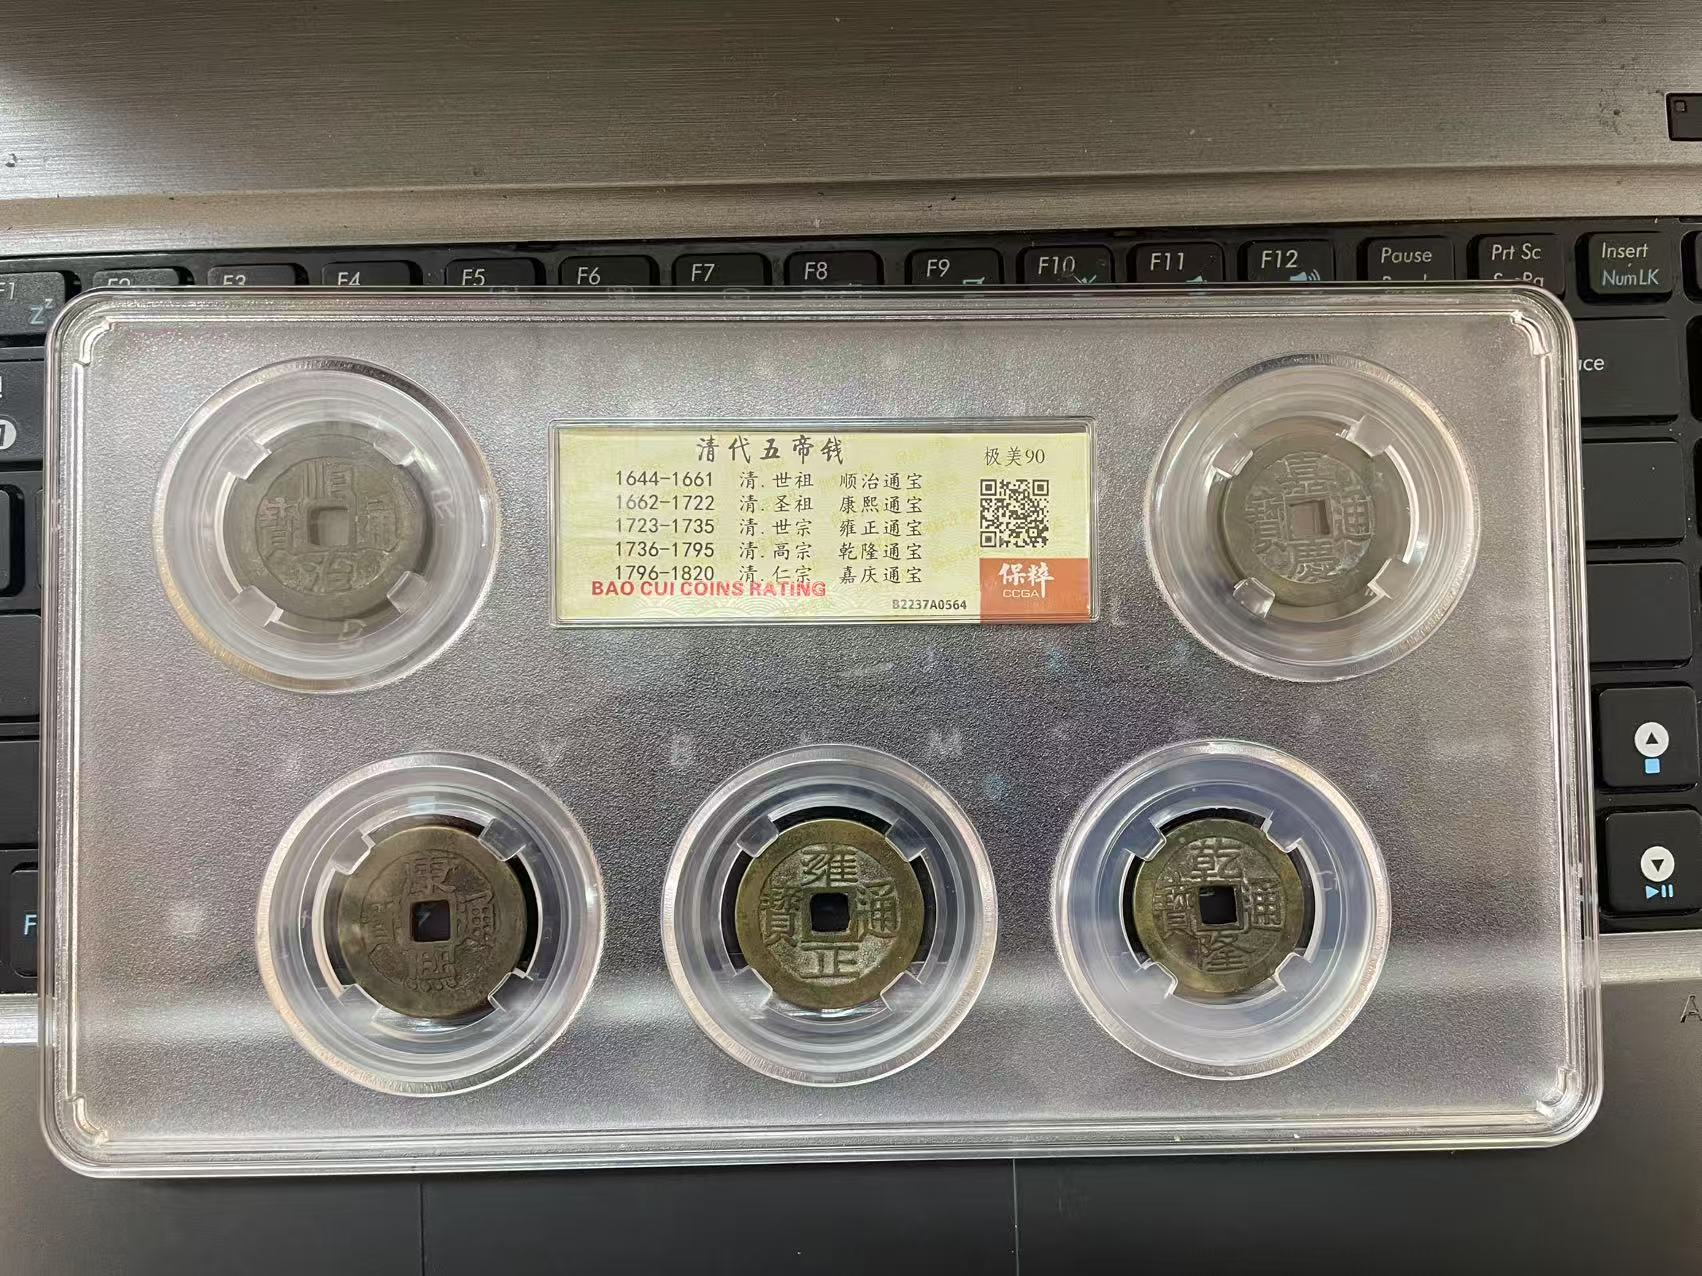 F1
F2
F3
F4
F5
F6
F7
F8
F9
F10
F11
F12
Pause
Prt Sc
Insert
Num LK
清代五帝钱
极美90
1644-1661 清.世祖 顺治通宝
1662-1722 清.圣祖 康熙通宝
1723-1735 清.世宗 雍正通宝
1736-1795 清.高宗 乾隆通宝
1796-1820 清.仁宗 嘉庆通宝
BAO CUI COINS RATING
B2237A0564
保粹
CCGA
順治通寶
嘉慶通寶
康熙通寶
雍正通寶
乾隆通寶
B
M
F
A